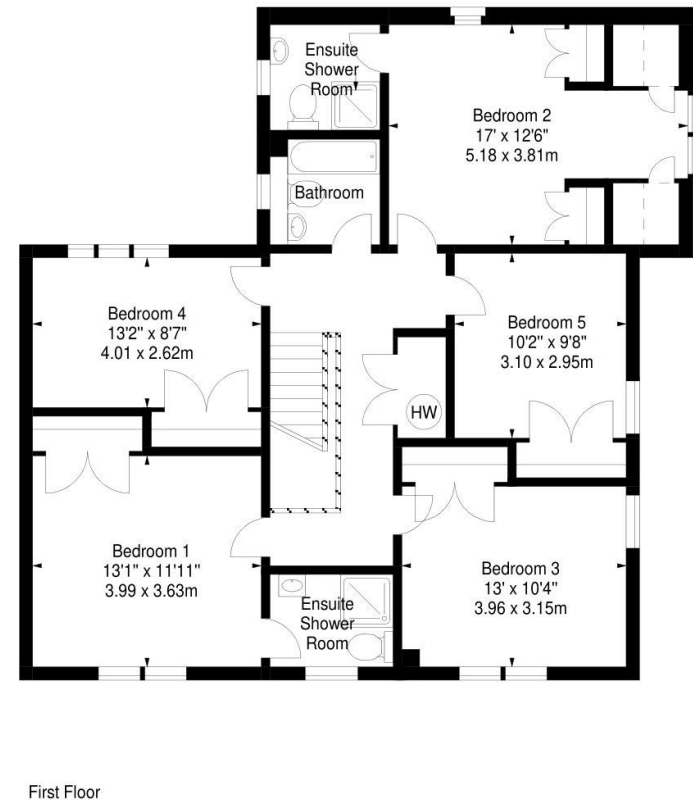 Ensuite
Shower
Room
Bedroom 2
17' x 12'6"
5.18 x 3.81m
Bathroom
Bedroom 4
13'2" x 8'7"
4.01 x 2.62m
Bedroom 5
10'2" x 9'8"
3.10 x 2.95m
HW
Bedroom 1
13'1" x 11'11"
3.99 x 3.63m
Bedroom 3
13' x 10'4"
3.96 x 3.15m
Ensuite
Shower
Room
First Floor